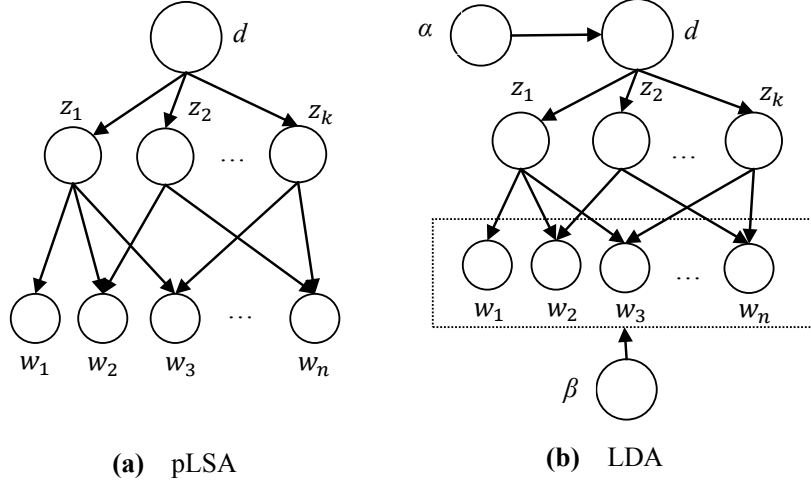 d
z₁ z₂ zₖ
…
w₁ w₂ w₃ … wₙ
(a) pLSA
α d
z₁ z₂ zₖ
…
…
w₁ w₂ w₃ wₙ
β
(b) LDA